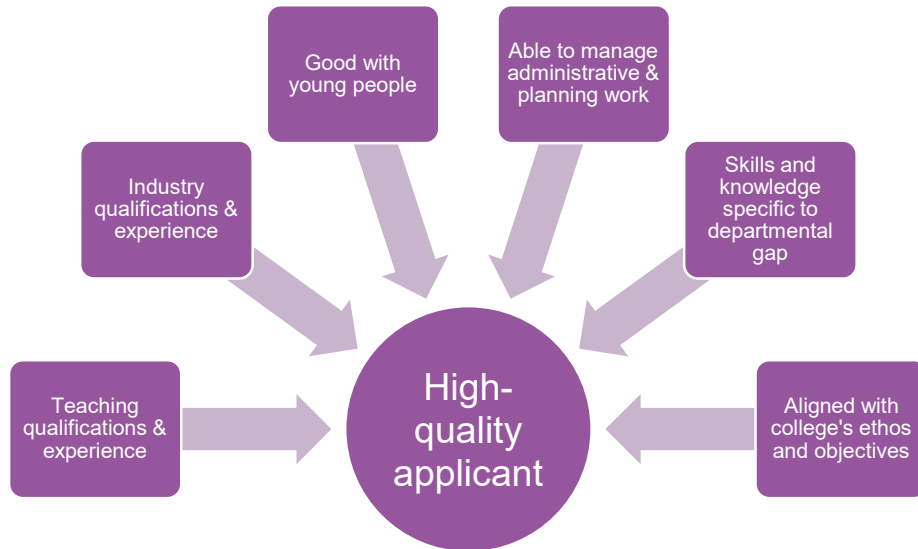 Good with
young people
Able to manage
administrative &
planning work
Industry
qualifications &
experience
Skills and
knowledge
specific to
departmental
gap
Teaching
qualifications &
experience
High-
quality
applicant
Aligned with
college's ethos
and objectives